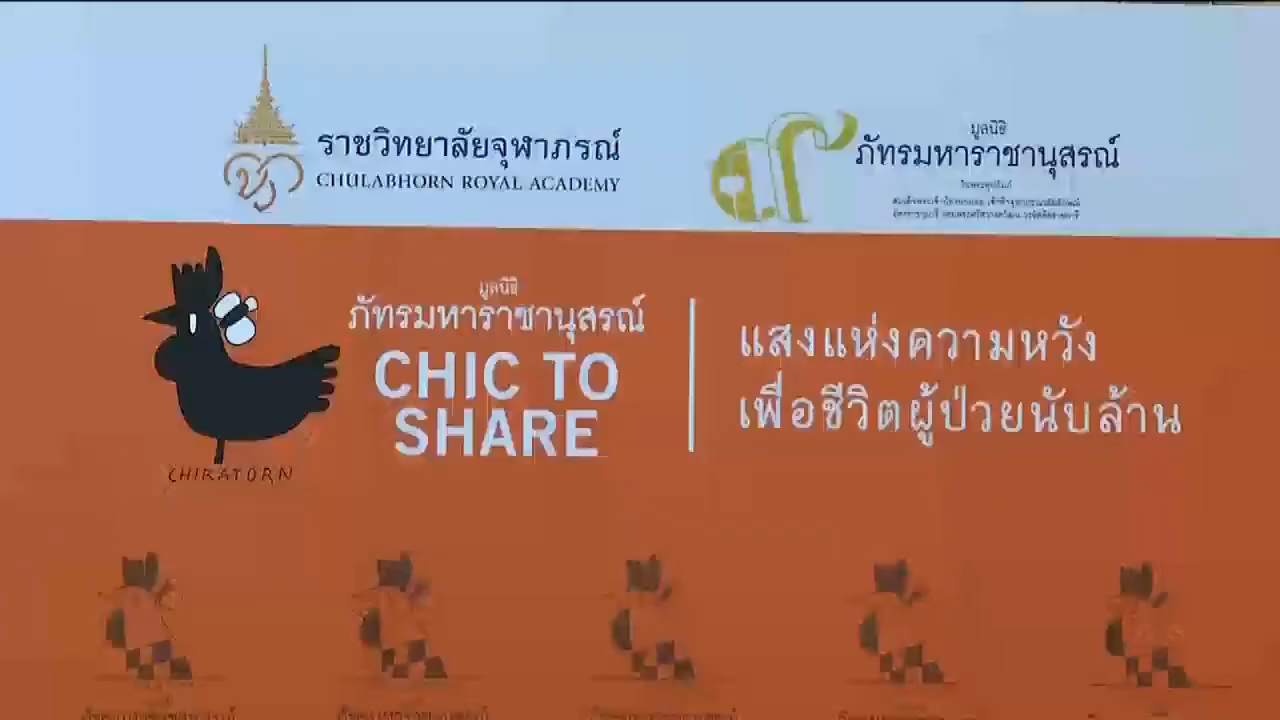 ราชวิทยาลัยจุฬาภรณ์
CHULABHORN ROYAL ACADEMY
มูลนิธิ
ภัทรมหาราชานุสรณ์
มูลนิธิ
ภัทรมหาราชานุสรณ์
CHIC TO
SHARE
CHIRATORN
แสงแห่งความหวัง
เพื่อชีวิตผู้ป่วยนับล้าน